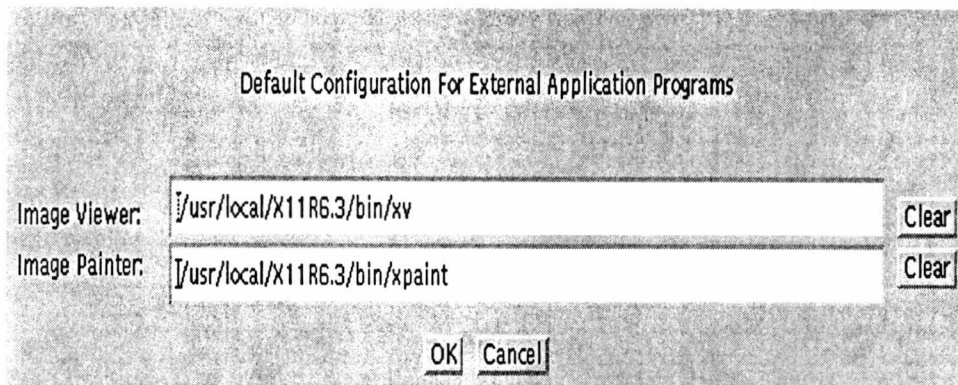 Default Configuration For External Application Programs
Image Viewer: /usr/local/X11R6.3/bin/xv Clear
Image Painter: /usr/local/X11R6.3/bin/xpaint Clear
OK Cancel